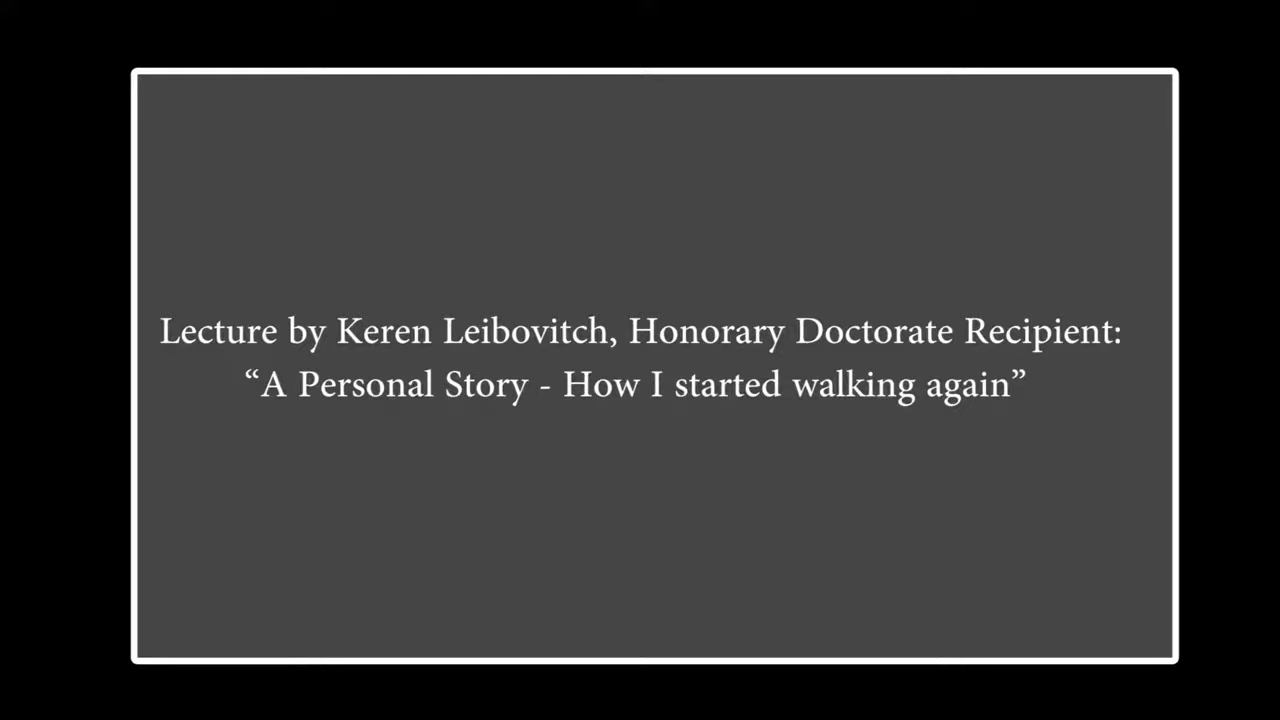 Lecture by Keren Leibovitch, Honorary Doctorate Recipient:
“A Personal Story - How I started walking again”